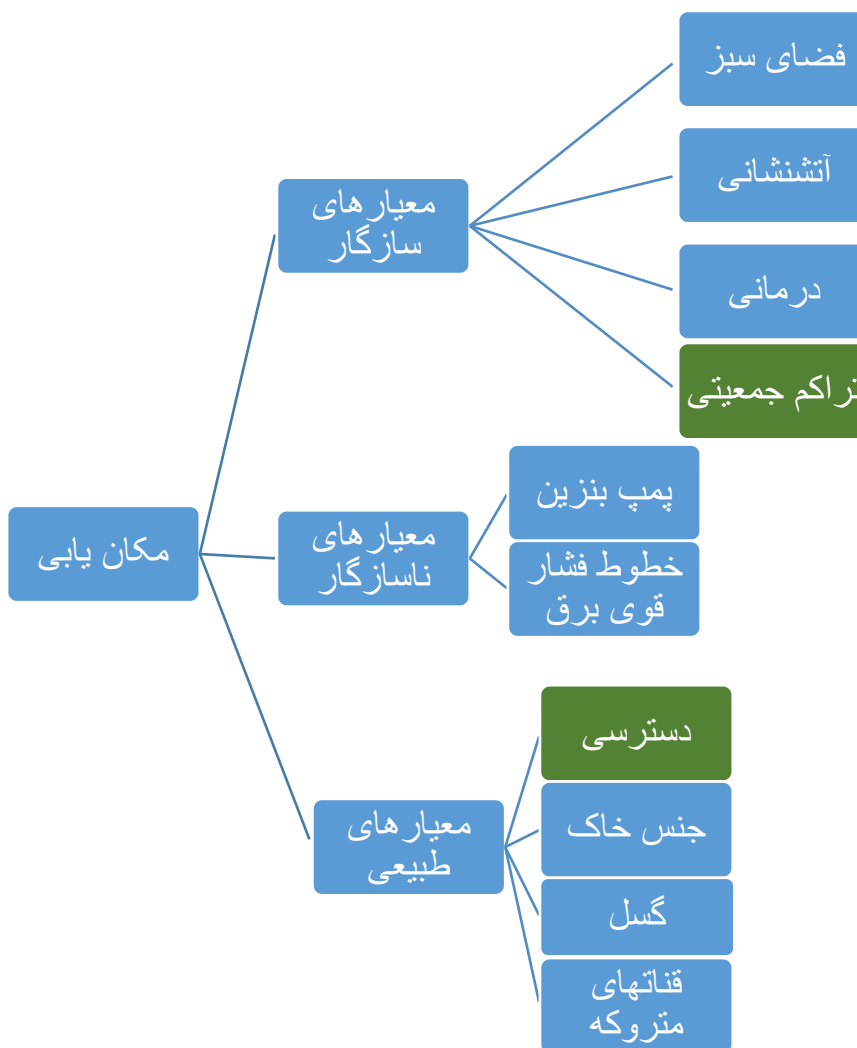 فضای سبز
آتشنشانی
معیارهای
سازگار
درمانی
تراکم جمعیتی
پمپ بنزین
مکان یابی
معیارهای
ناسازگار
خطوط فشار
قوی برق
دسترسی
معیارهای
طبیعی
جنس خاک
گسل
قناتهای
متروکه